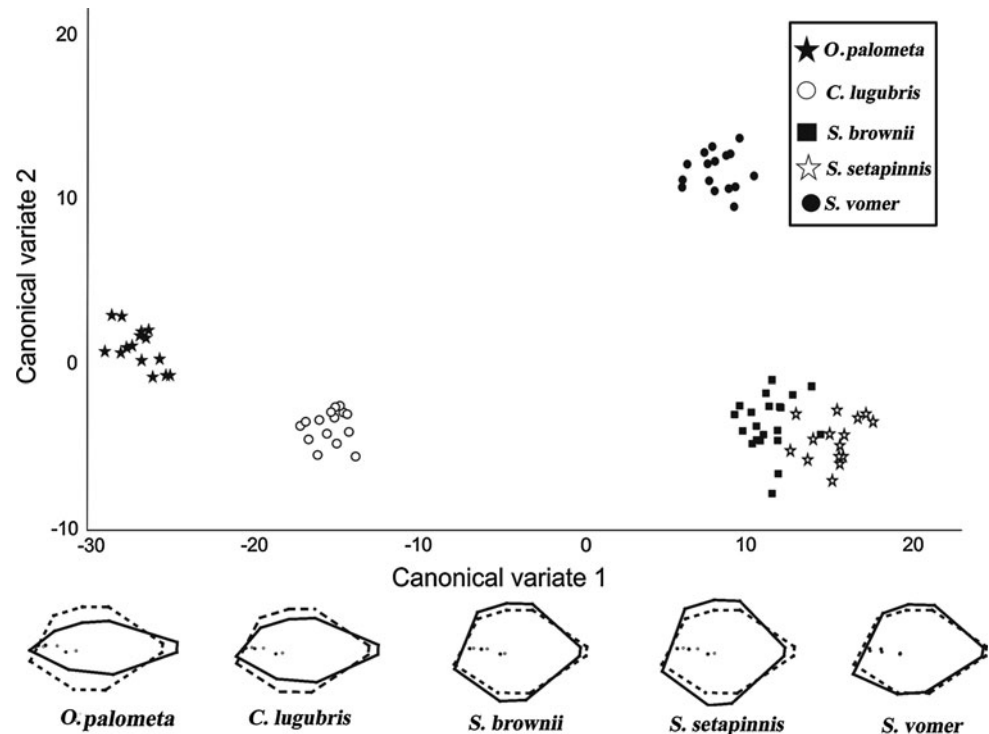 20
10
0
-10
Canonical variate 2
O. palometa
C. lugubris
S. brownii
S. setapinnis
S. vomer
-30
-20
-10
0
10
20
Canonical variate 1
O. palometa
C. lugubris
S. brownii
S. setapinnis
S. vomer